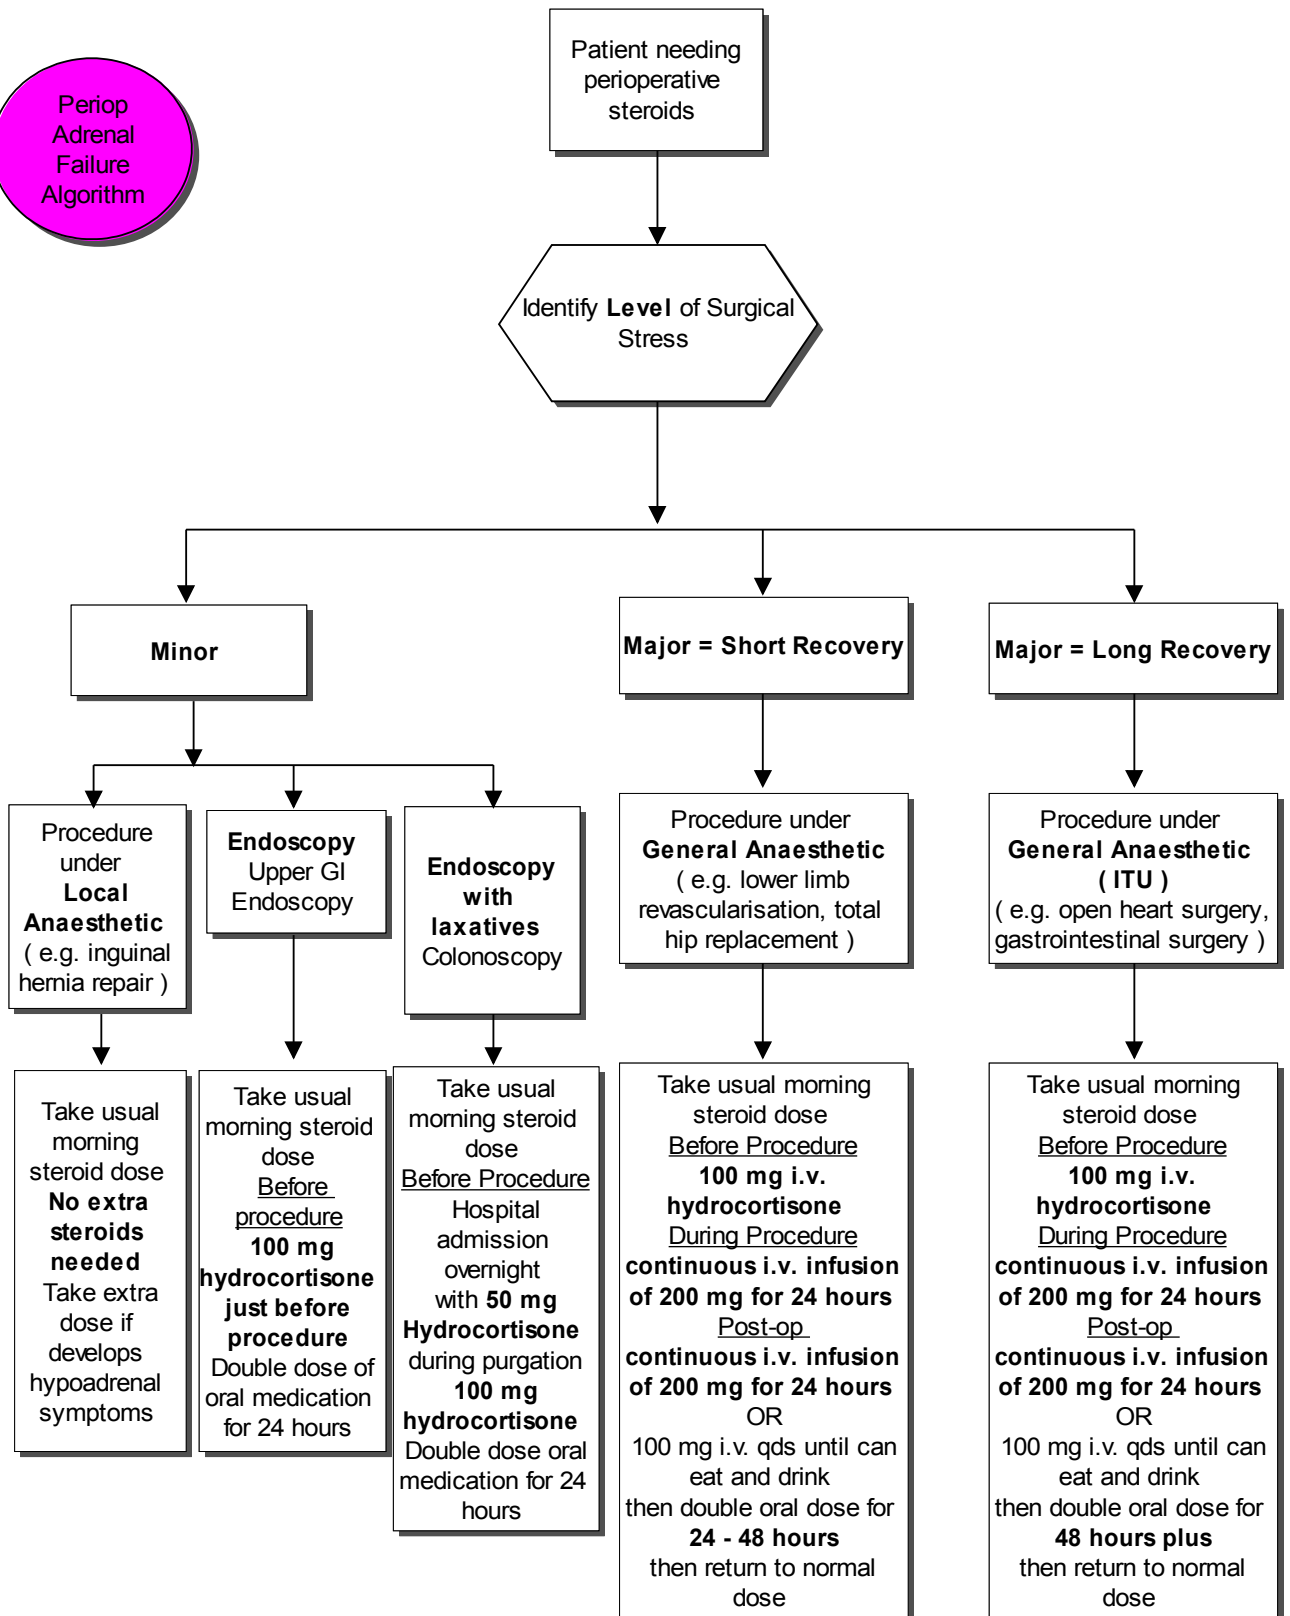 Periop
Adrenal
Failure
Algorithm
Patient needing
perioperative
steroids
Identify Level of Surgical
Stress
Minor
Major = Short Recovery
Major = Long Recovery
Procedure
under
Local
Anaesthetic
( e.g. inguinal
hernia repair )
Endoscopy
Upper GI
Endoscopy
Endoscopy
with
laxatives
Colonoscopy
Procedure under
General Anaesthetic
( e.g. lower limb
revascularisation, total
hip replacement )
Procedure under
General Anaesthetic
( ITU )
( e.g. open heart surgery,
gastrointestinal surgery )
Take usual
morning
steroid dose
No extra
steroids
needed
Take extra
dose if
develops
hypoadrenal
symptoms
Take usual
morning steroid
dose
Before
procedure
100 mg
hydrocortisone
just before
procedure
Double dose of
oral medication
for 24 hours
Take usual
morning steroid
dose
Before Procedure
Hospital
admission
overnight
with 50 mg
Hydrocortisone
during purgation
100 mg
hydrocortisone
Double dose oral
medication for 24
hours
Take usual morning
steroid dose
Before Procedure
100 mg i.v.
hydrocortisone
During Procedure
continuous i.v. infusion
of 200 mg for 24 hours
Post-op
continuous i.v. infusion
of 200 mg for 24 hours
OR
100 mg i.v. qds until can
eat and drink
then double oral dose for
24 - 48 hours
then return to normal
dose
Take usual morning
steroid dose
Before Procedure
100 mg i.v.
hydrocortisone
During Procedure
continuous i.v. infusion
of 200 mg for 24 hours
Post-op
continuous i.v. infusion
of 200 mg for 24 hours
OR
100 mg i.v. qds until can
eat and drink
then double oral dose for
48 hours plus
then return to normal
dose